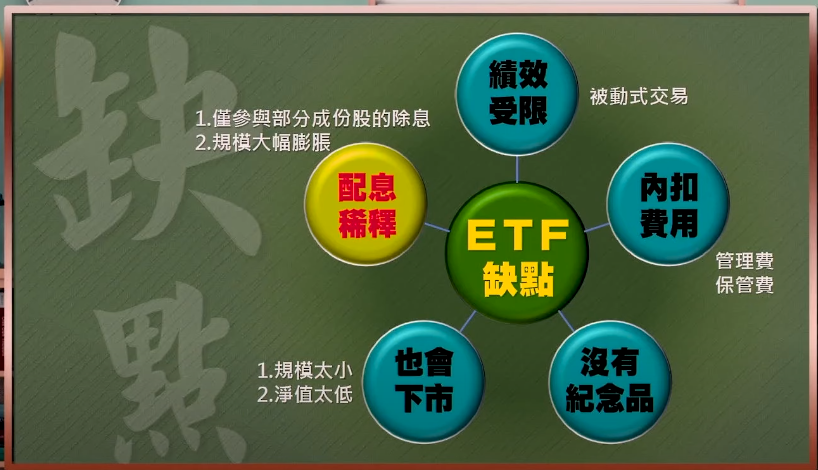 缺
點
績效
受限
被動式交易
1.僅參與部分成份股的除息
2.規模大幅膨脹
配息
稀釋
內扣
費用
管理費
保管費
ETF
缺點
也會
下市
1.規模太小
2.淨值太低
沒有
紀念品